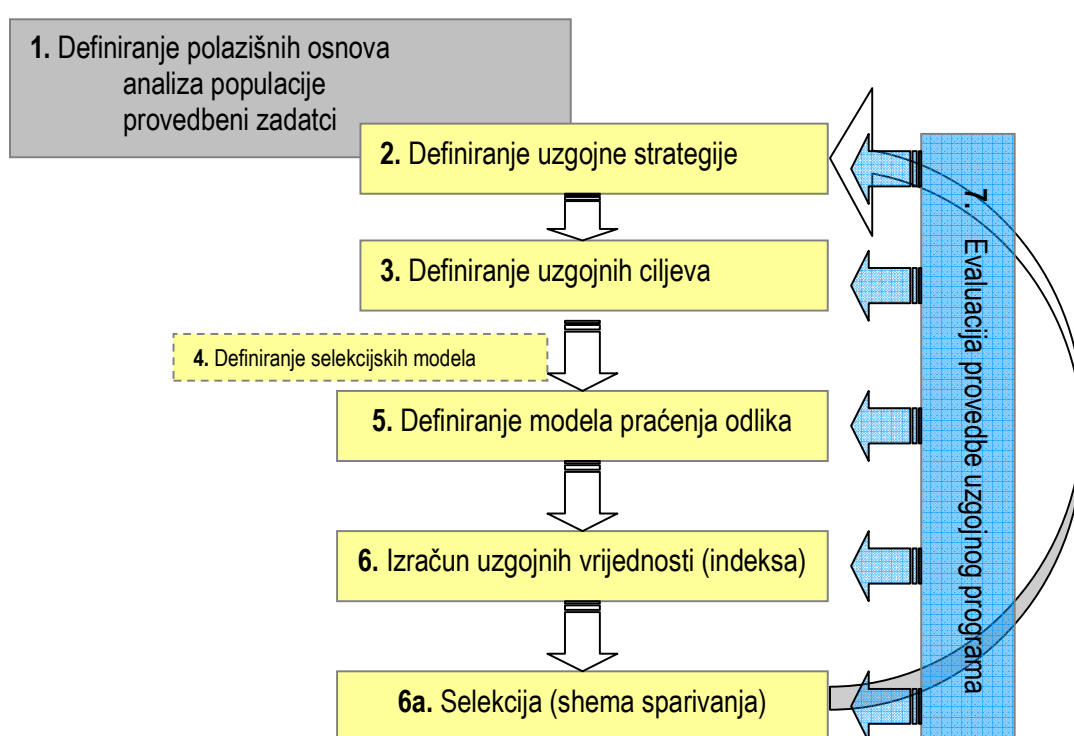 1. Definiranje polazišnih osnova
analiza populacije
provedbeni zadatci
2. Definiranje uzgojne strategije
3. Definiranje uzgojnih ciljeva
4. Definiranje selekcijskih modela
5. Definiranje modela praćenja odlika
6. Izračun uzgojnih vrijednosti (indeksa)
6a. Selekcija (shema sparivanja)
7. Evaluacija provedbe uzgojnog programa